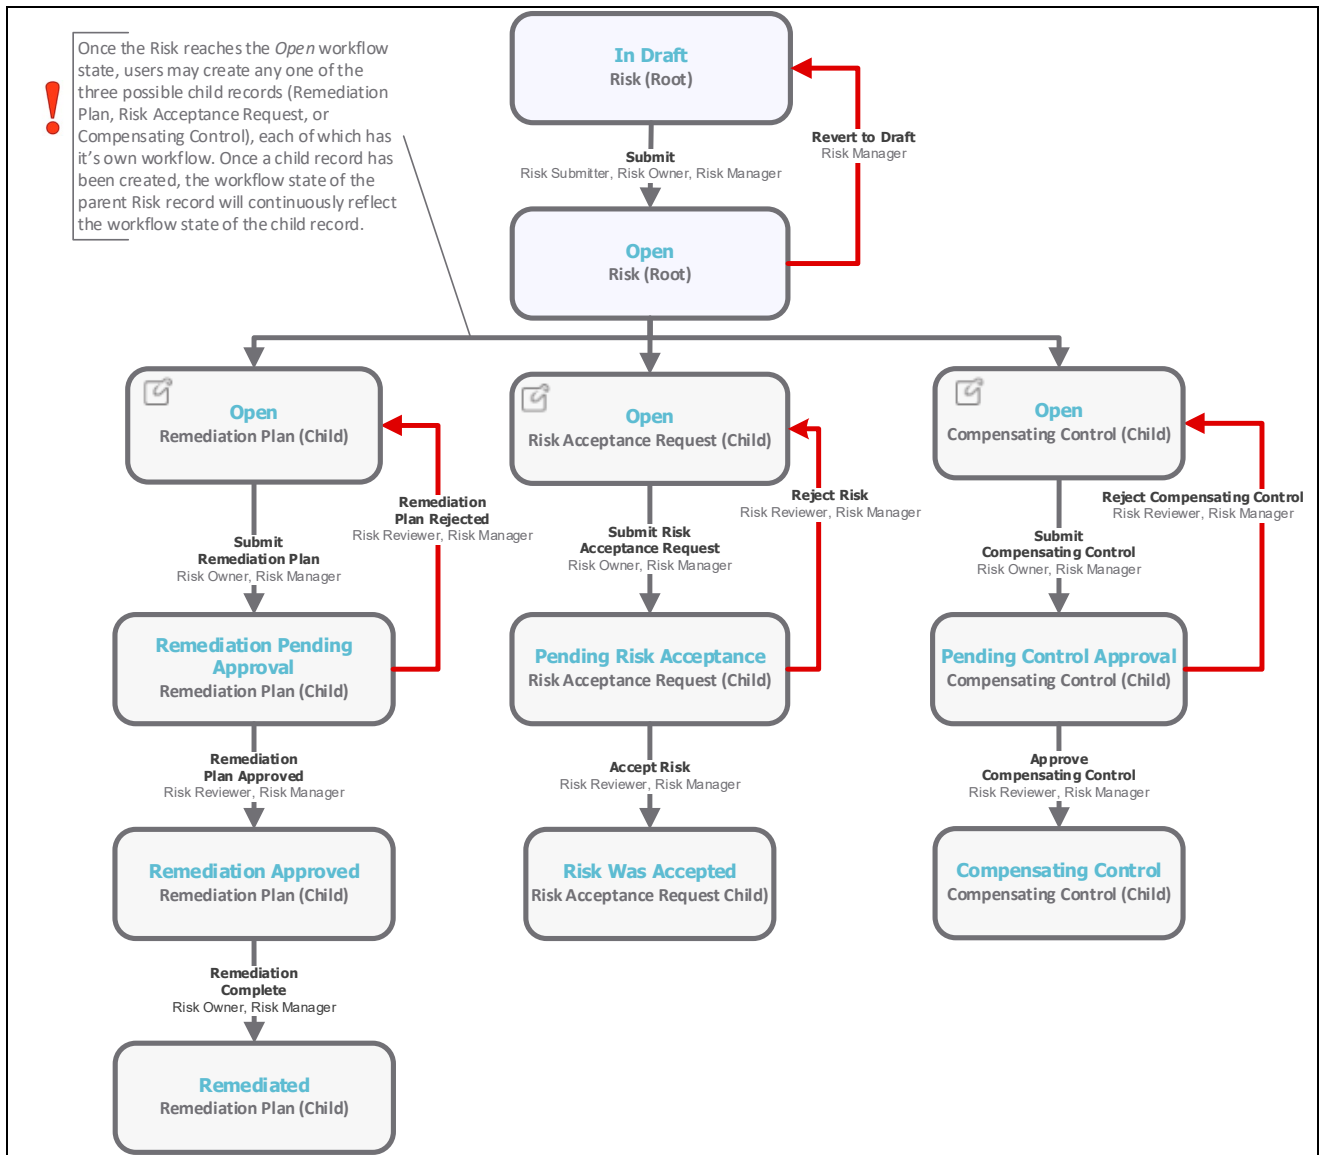 Once the Risk reaches the Open workflow
state, users may create any one of the
three possible child records (Remediation
Plan, Risk Acceptance Request, or
Compensating Control), each of which has
it's own workflow. Once a child record has
been created, the workflow state of the
parent Risk record will continuously reflect
the workflow state of the child record.
In Draft
Risk (Root)
Revert to Draft
Risk Manager
Submit
Risk Submitter, Risk Owner, Risk Manager
Open
Risk (Root)
Open
Remediation Plan (Child)
Open
Risk Acceptance Request (Child)
Open
Compensating Control (Child)
Remediation
Plan Rejected
Risk Reviewer, Risk Manager
Reject Risk
Risk Reviewer, Risk Manager
Reject Compensating Control
Risk Reviewer, Risk Manager
Submit
Remediation Plan
Risk Owner, Risk Manager
Submit Risk
Acceptance Request
Risk Owner, Risk Manager
Submit
Compensating Control
Risk Owner, Risk Manager
Remediation Pending
Approval
Remediation Plan (Child)
Pending Risk Acceptance
Risk Acceptance Request (Child)
Pending Control Approval
Compensating Control (Child)
Remediation
Plan Approved
Risk Reviewer, Risk Manager
Accept Risk
Risk Reviewer, Risk Manager
Approve
Compensating Control
Risk Reviewer, Risk Manager
Remediation Approved
Remediation Plan (Child)
Risk Was Accepted
Risk Acceptance Request Child)
Compensating Control
Compensating Control (Child)
Remediation
Complete
Risk Owner, Risk Manager
Remediated
Remediation Plan (Child)